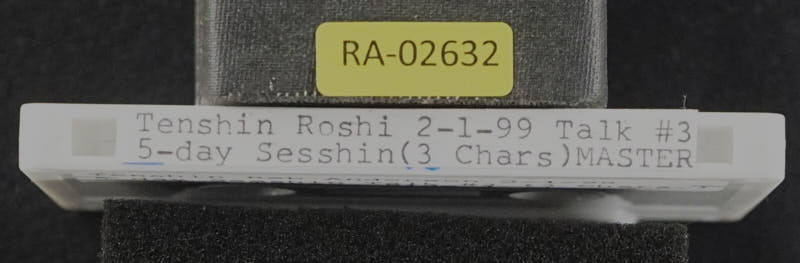 RA-02632
Tenshin Roshi 2-1-99 Talk #3
5-day Sesshin(3 Chars)MASTER